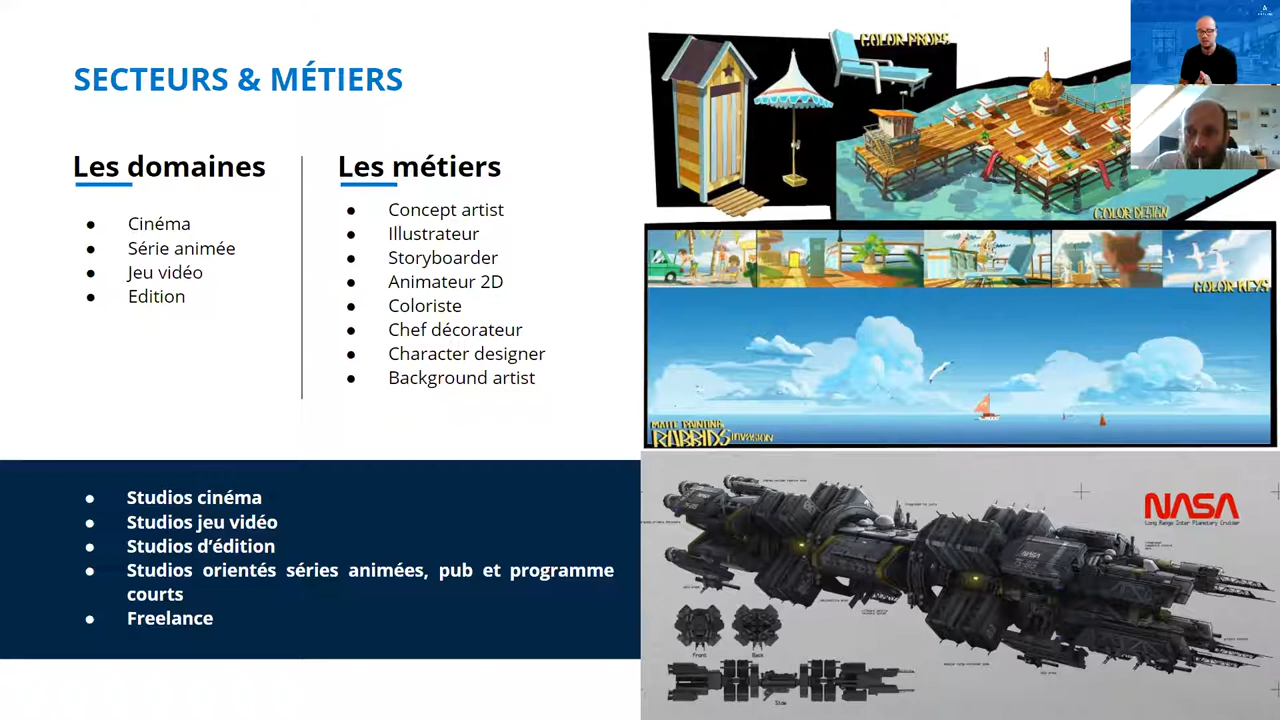 SECTEURS & MÉTIERS
Les domaines
Cinéma
Série animée
Jeu vidéo
Edition
Les métiers
Concept artist
Illustrateur
Storyboarder
Animateur 2D
Coloriste
Chef décorateur
Character designer
Background artist
Studios cinéma
Studios jeu vidéo
Studios d’édition
Studios orientés séries animées, pub et programme
courts
Freelance
COLOR PROPS
COLOR DESIGN
COLOR KEYS
MATTE PAINTING
RABBIDS INVASION
NASA
Long Range Inter Planetary Cruiser
NASA
Front
Back
Side